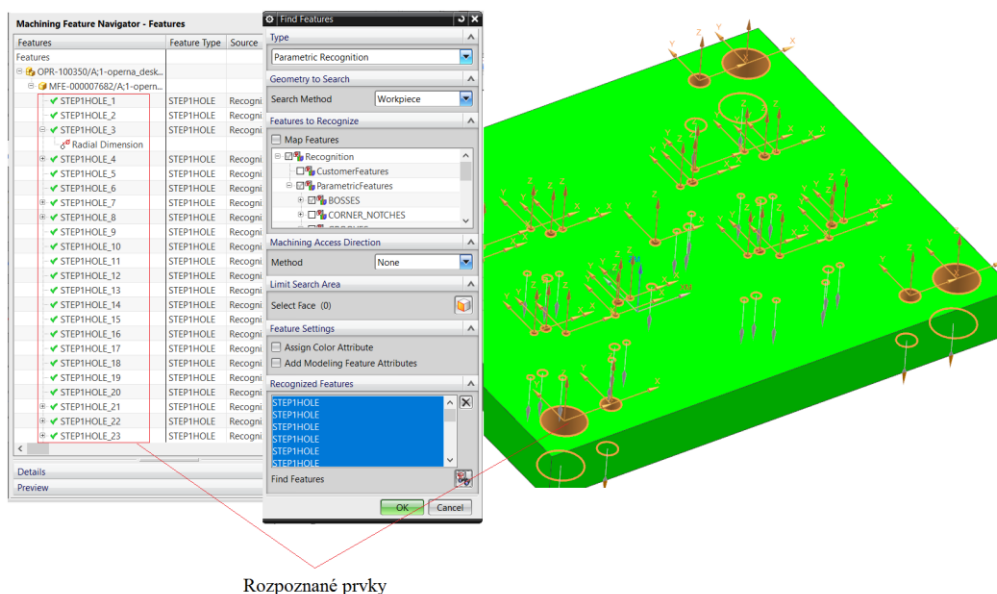 Machining Feature Navigator - Features
Features Feature Type Source
Features
OPR-100350/A;1-operna_desk...
MFE-000007682/A;1-opern...
STEP1HOLE_1 STEP1HOLE Recogni
STEP1HOLE_2 STEP1HOLE Recogni
STEP1HOLE_3 STEP1HOLE Recogni
Radial Dimension
STEP1HOLE_4 STEP1HOLE Recogni
STEP1HOLE_5 STEP1HOLE Recogni
STEP1HOLE_6 STEP1HOLE Recogni
STEP1HOLE_7 STEP1HOLE Recogni
STEP1HOLE_8 STEP1HOLE Recogni
STEP1HOLE_9 STEP1HOLE Recogni
STEP1HOLE_10 STEP1HOLE Recogni
STEP1HOLE_11 STEP1HOLE Recogni
STEP1HOLE_12 STEP1HOLE Recogni
STEP1HOLE_13 STEP1HOLE Recogni
STEP1HOLE_14 STEP1HOLE Recogni
STEP1HOLE_15 STEP1HOLE Recogni
STEP1HOLE_16 STEP1HOLE Recogni
STEP1HOLE_17 STEP1HOLE Recogni
STEP1HOLE_18 STEP1HOLE Recogni
STEP1HOLE_19 STEP1HOLE Recogni
STEP1HOLE_20 STEP1HOLE Recogni
STEP1HOLE_21 STEP1HOLE Recogni
STEP1HOLE_22 STEP1HOLE Recogni
STEP1HOLE_23 STEP1HOLE Recogni
Details
Preview
Find Features
Type
Parametric Recognition
Geometry to Search
Search Method Workpiece
Features to Recognize
Map Features
Recognition
CustomerFeatures
ParametricFeatures
BOSSES
CORNER_NOTCHES
Machining Access Direction
Method None
Limit Search Area
Select Face (0)
Feature Settings
Assign Color Attribute
Add Modeling Feature Attributes
Recognized Features
STEP1HOLE
STEP1HOLE
STEP1HOLE
STEP1HOLE
STEP1HOLE
STEP1HOLE
Find Features
OK Cancel
Rozpoznané prvky